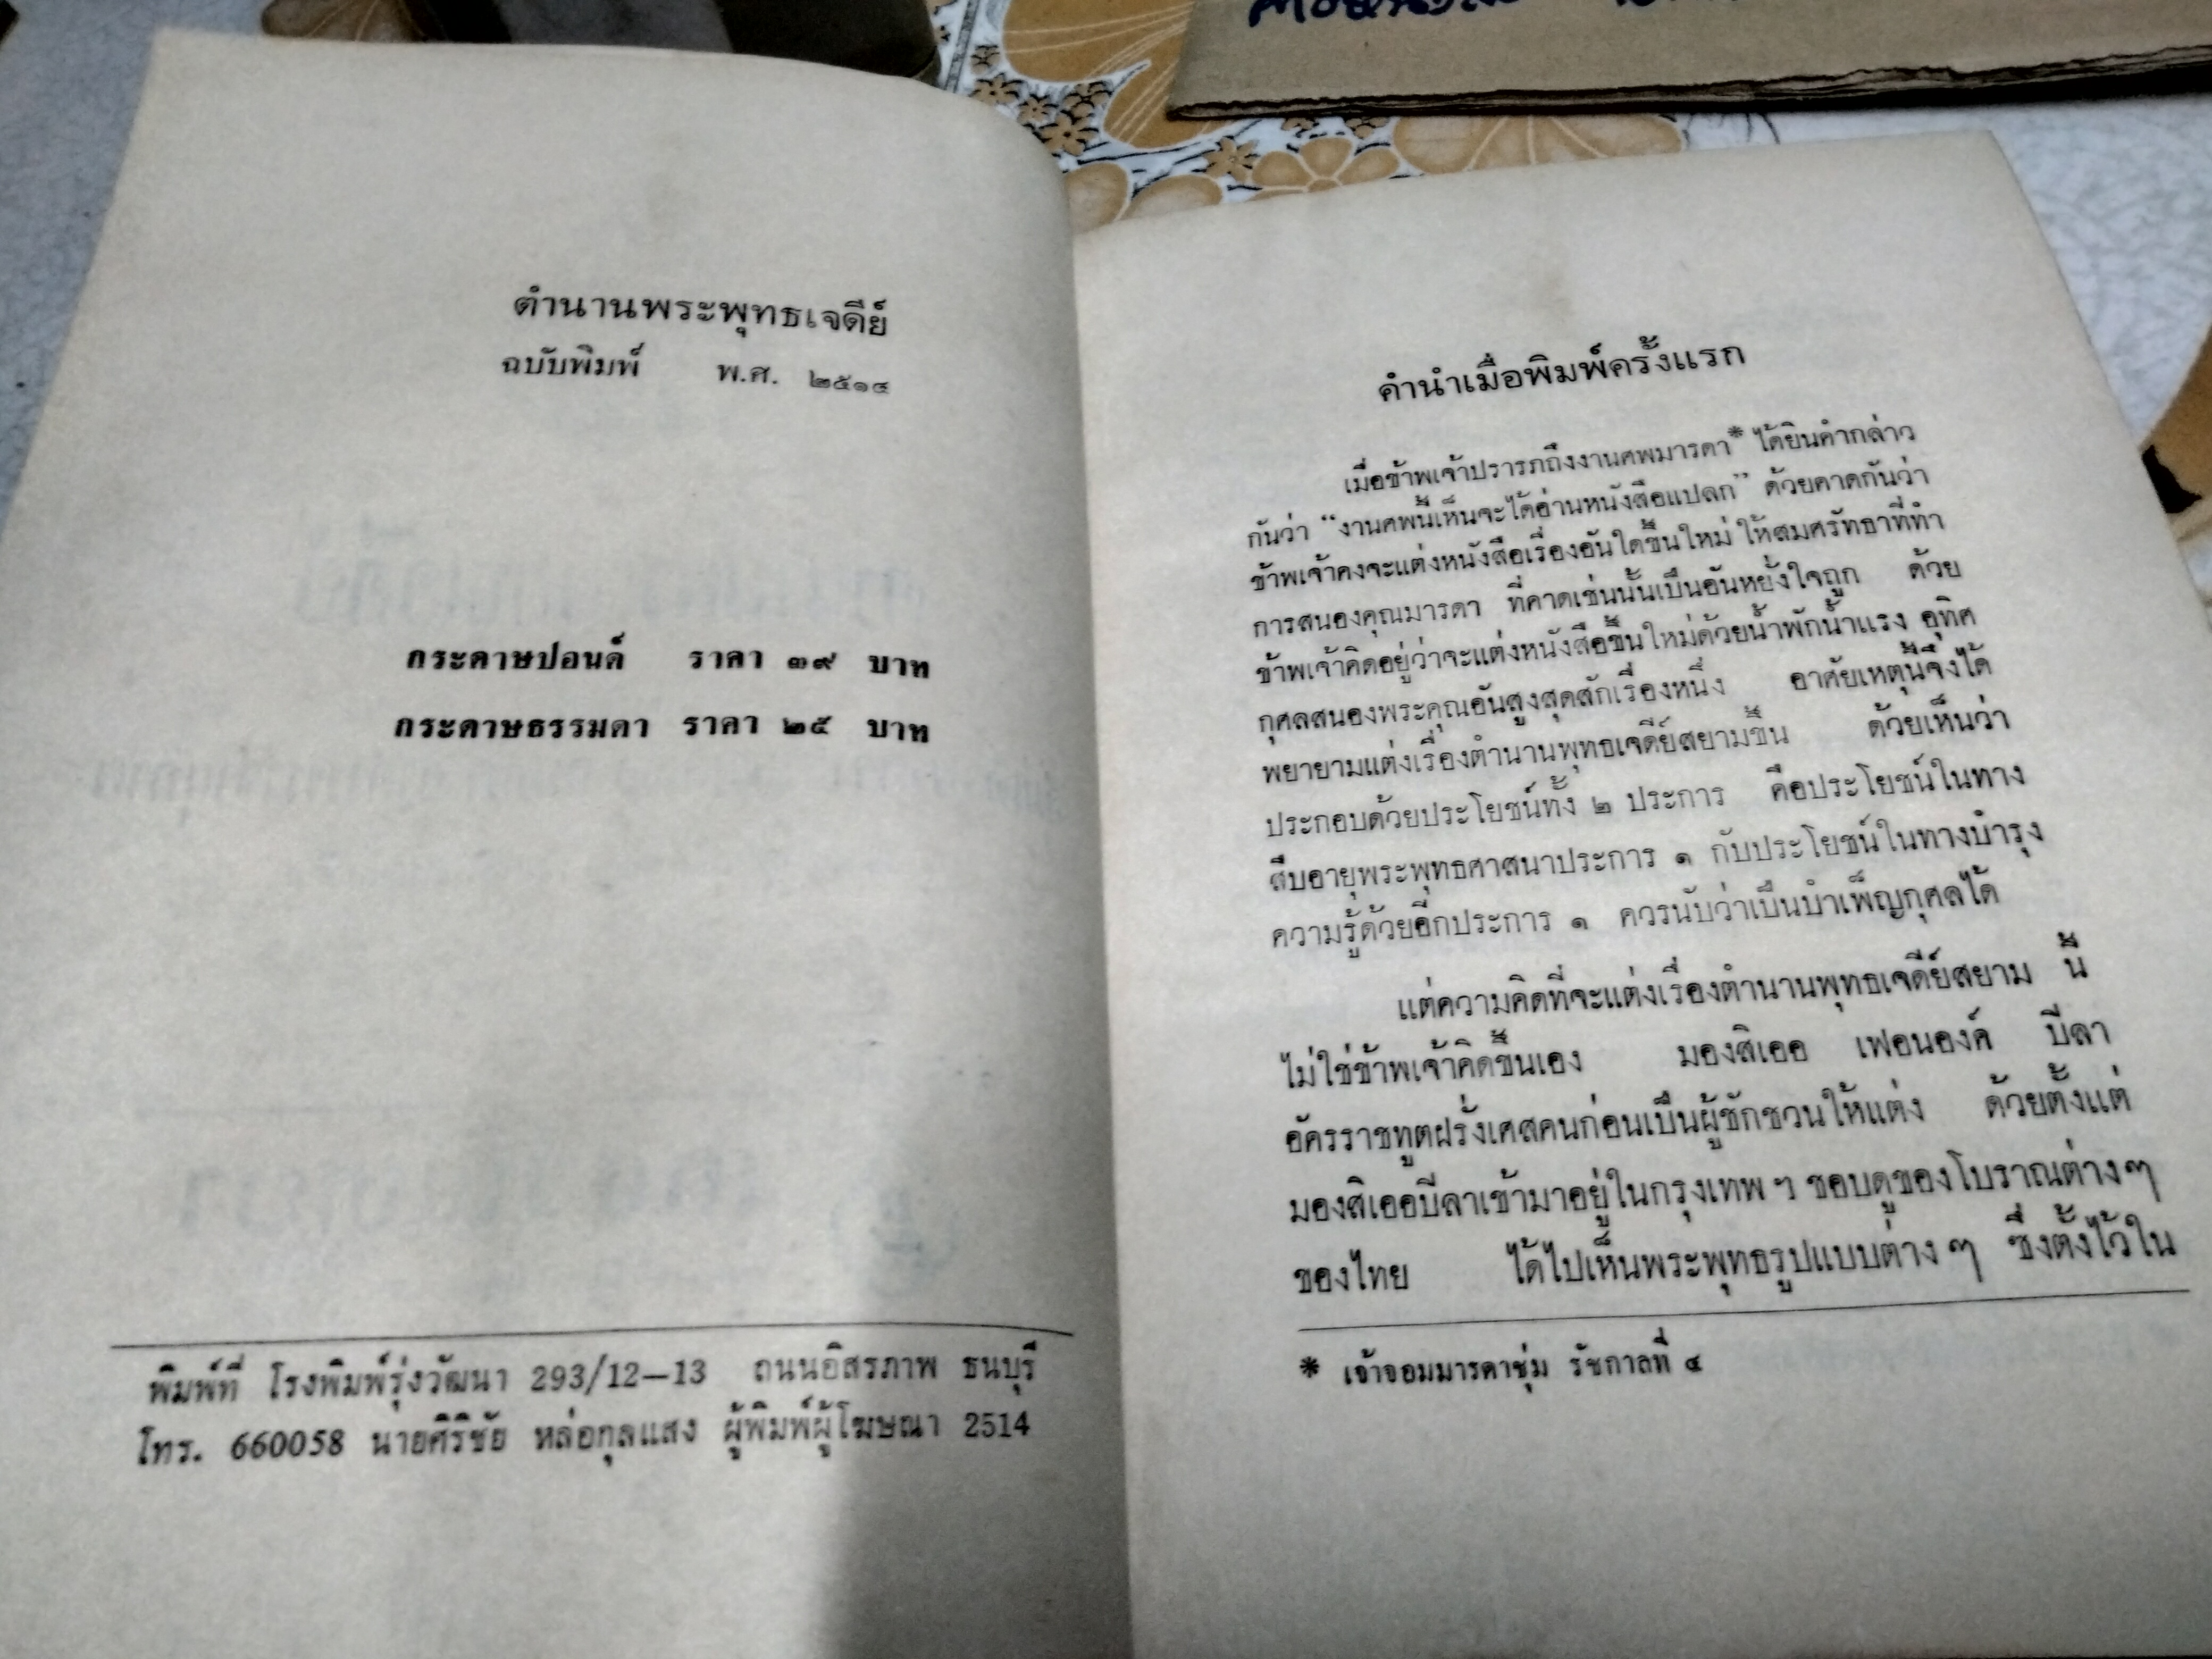 ตำนานพระพุทธเจดีย์
ฉบับพิมพ์ พ.ศ. ๒๕๑๔
กระดาษปอนด์ ราคา ๓๙ บาท
กระดาษธรรมดา ราคา ๒๕ บาท
พิมพ์ที่ โรงพิมพ์รุ่งวัฒนา 293/12—13 ถนนอิสรภาพ ธนบุรี
โทร. 660058 นายศิริชัย หล่อกุลแสง ผู้พิมพ์ผู้โฆษณา 2514
คำนำเมื่อพิมพ์ครั้งแรก
เมื่อข้าพเจ้าปรารภถึงงานศพมารดา* ได้ยินคำกล่าว
กันว่า “งานศพนี้เห็นจะได้อ่านหนังสือแปลก” ด้วยคาดกันว่า
ข้าพเจ้าคงจะแต่งหนังสือเรื่องอันใดขึ้นใหม่ ให้สมศรัทธาที่ทำ
การสนองคุณมารดา ที่คาดเช่นนั้นเป็นอันหยั่งใจถูก ด้วย
ข้าพเจ้าคิดอยู่ว่าจะแต่งหนังสือขึ้นใหม่ด้วยน้ำพักน้ำแรง อุทิศ
กุศลสนองพระคุณอันสูงสุดสักเรื่องหนึ่ง อาศัยเหตุนี้จึงได้
พยายามแต่งเรื่องตำนานพุทธเจดีย์สยามขึ้น ด้วยเห็นว่า
ประกอบด้วยประโยชน์ทั้ง ๒ ประการ คือประโยชน์ในทาง
สืบอายุพระพุทธศาสนาประการ ๑ กับประโยชน์ในทางบำรุง
ความรู้ด้วยอีกประการ ๑ ควรนับว่าเป็นบำเพ็ญกุศลได้
แต่ความคิดที่จะแต่งเรื่องตำนานพุทธเจดีย์สยาม นี้
ไม่ใช่ข้าพเจ้าคิดขึ้นเอง มองสิเออ เฟอนองค์ บีลา
อัครราชทูตฝรั่งเศสคนก่อนเป็นผู้ชักชวนให้แต่ง ด้วยตั้งแต่
มองสิเออบีลาเข้ามาอยู่ในกรุงเทพ ฯ ชอบดูของโบราณต่าง ๆ
ของไทย ได้ไปเห็นพระพุทธรูปแบบต่าง ๆ ซึ่งตั้งไว้ใน
* เจ้าจอมมารดาชุ่ม รัชกาลที่ ๔